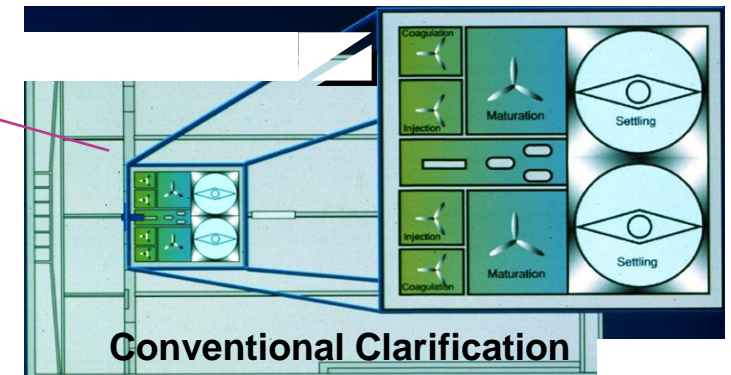 Coagulation
Maturation
Injection
Settling
Injection
Maturation
Settling
Coagulation
Conventional Clarification